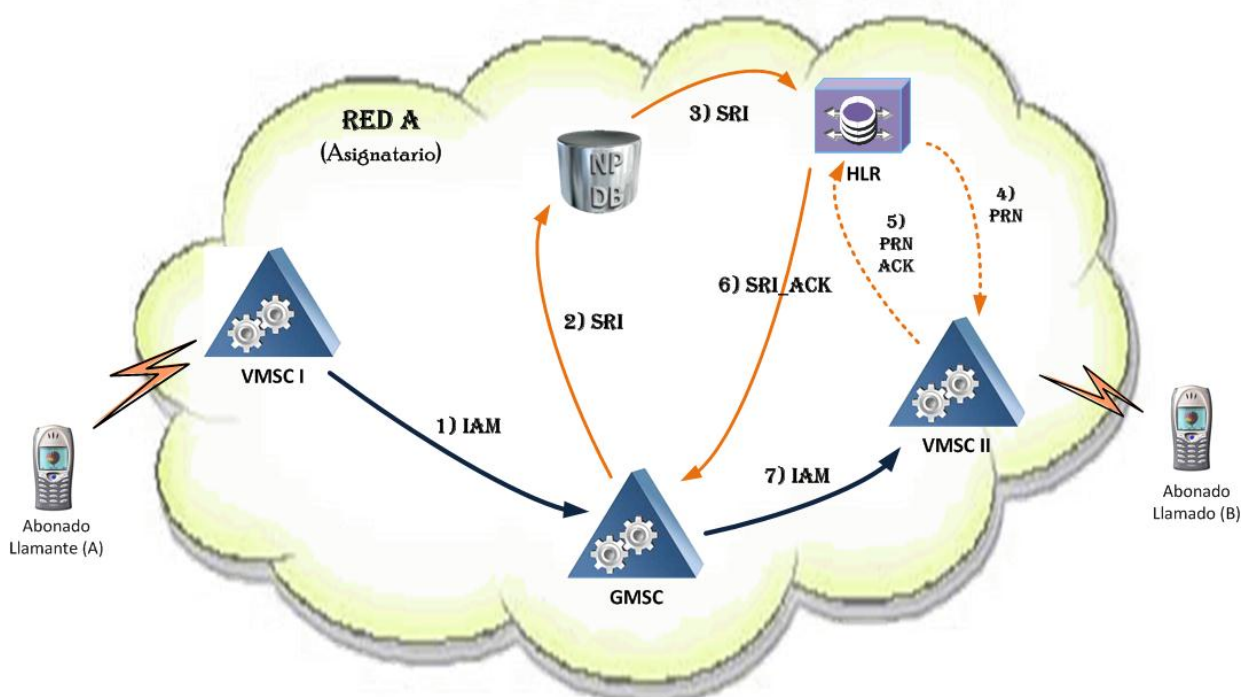 RED A
(Asignatario)
NP
DB
3) SRI
HLR
4)
PRN
5)
PRN
ACK
6) SRI_ACK
2) SRI
VMSC I
1) IAM
7) IAM
VMSC II
GMSC
Abonado
Llamante (A)
Abonado
Llamado (B)